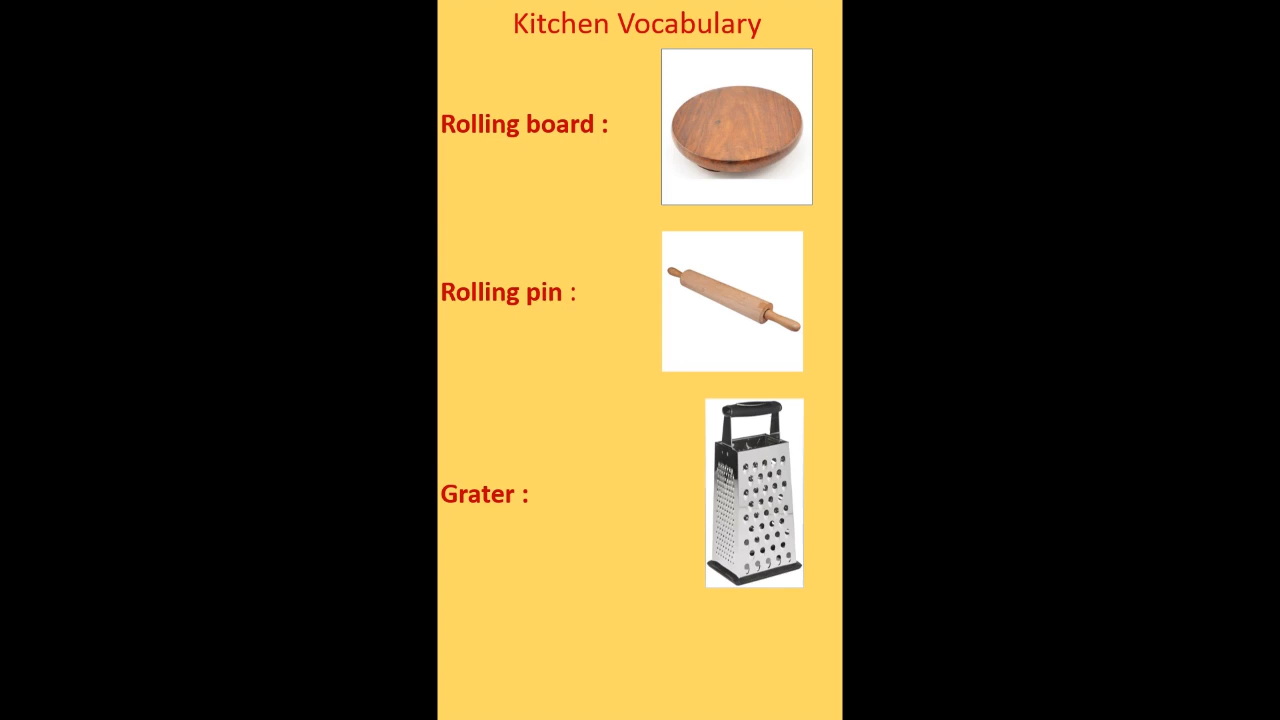 Kitchen Vocabulary
Rolling board :
Rolling pin :
Grater :